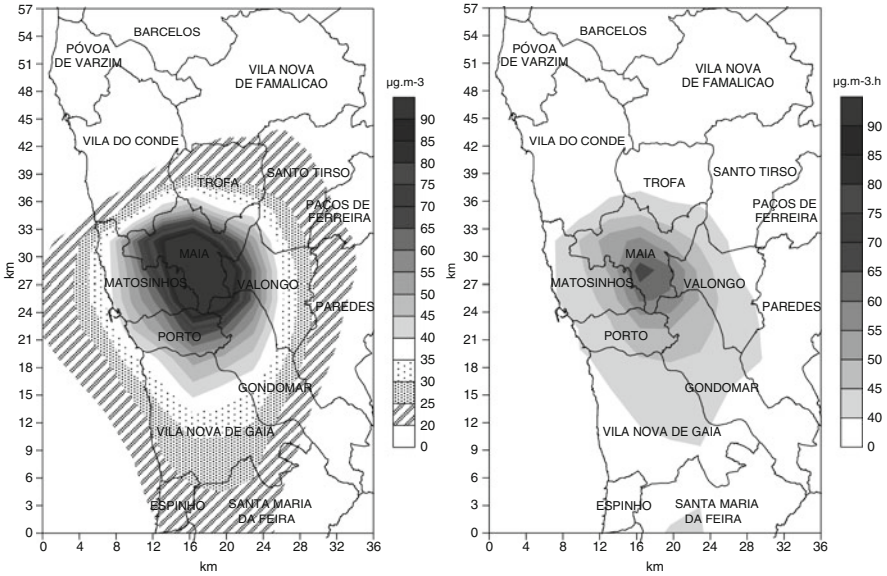 57
54
51
48
45
42
39
36
33
30
27
24
21
18
15
12
9
6
3
0
km
BARCELOS
PÓVOA
DE VARZIM
VILA NOVA
DE FAMALICAO
VILA DO CONDE
SANTO TIRSO
TROFA
PAÇOS DE
FERREIRA
MAIA
MATOSINHOS
VALONGO
PAREDES
PORTO
GONDOMAR
VILA NOVA DE GAIA
ESPINHO
SANTA MARIA
DA FEIRA
0 4 8 12 16 20 24 28 32 36
km
µg.m-3
90
85
80
75
70
65
60
55
50
45
40
35
30
25
20
0
57
54
51
48
45
42
39
36
33
30
27
24
21
18
15
12
9
6
3
0
km
BARCELOS
PÓVOA
DE VARZIM
VILA NOVA
DE FAMALICAO
VILA DO CONDE
SANTO TIRSO
TROFA
PAÇOS DE
FERREIRA
MAIA
MATOSINHOS
VALONGO
PAREDES
PORTO
GONDOMAR
VILA NOVA DE GAIA
ESPINHO
SANTA MARIA
DA FEIRA
0 4 8 12 16 20 24 28 32 36
km
µg.m-3.h
95
90
85
80
75
70
65
60
55
50
45
40
0